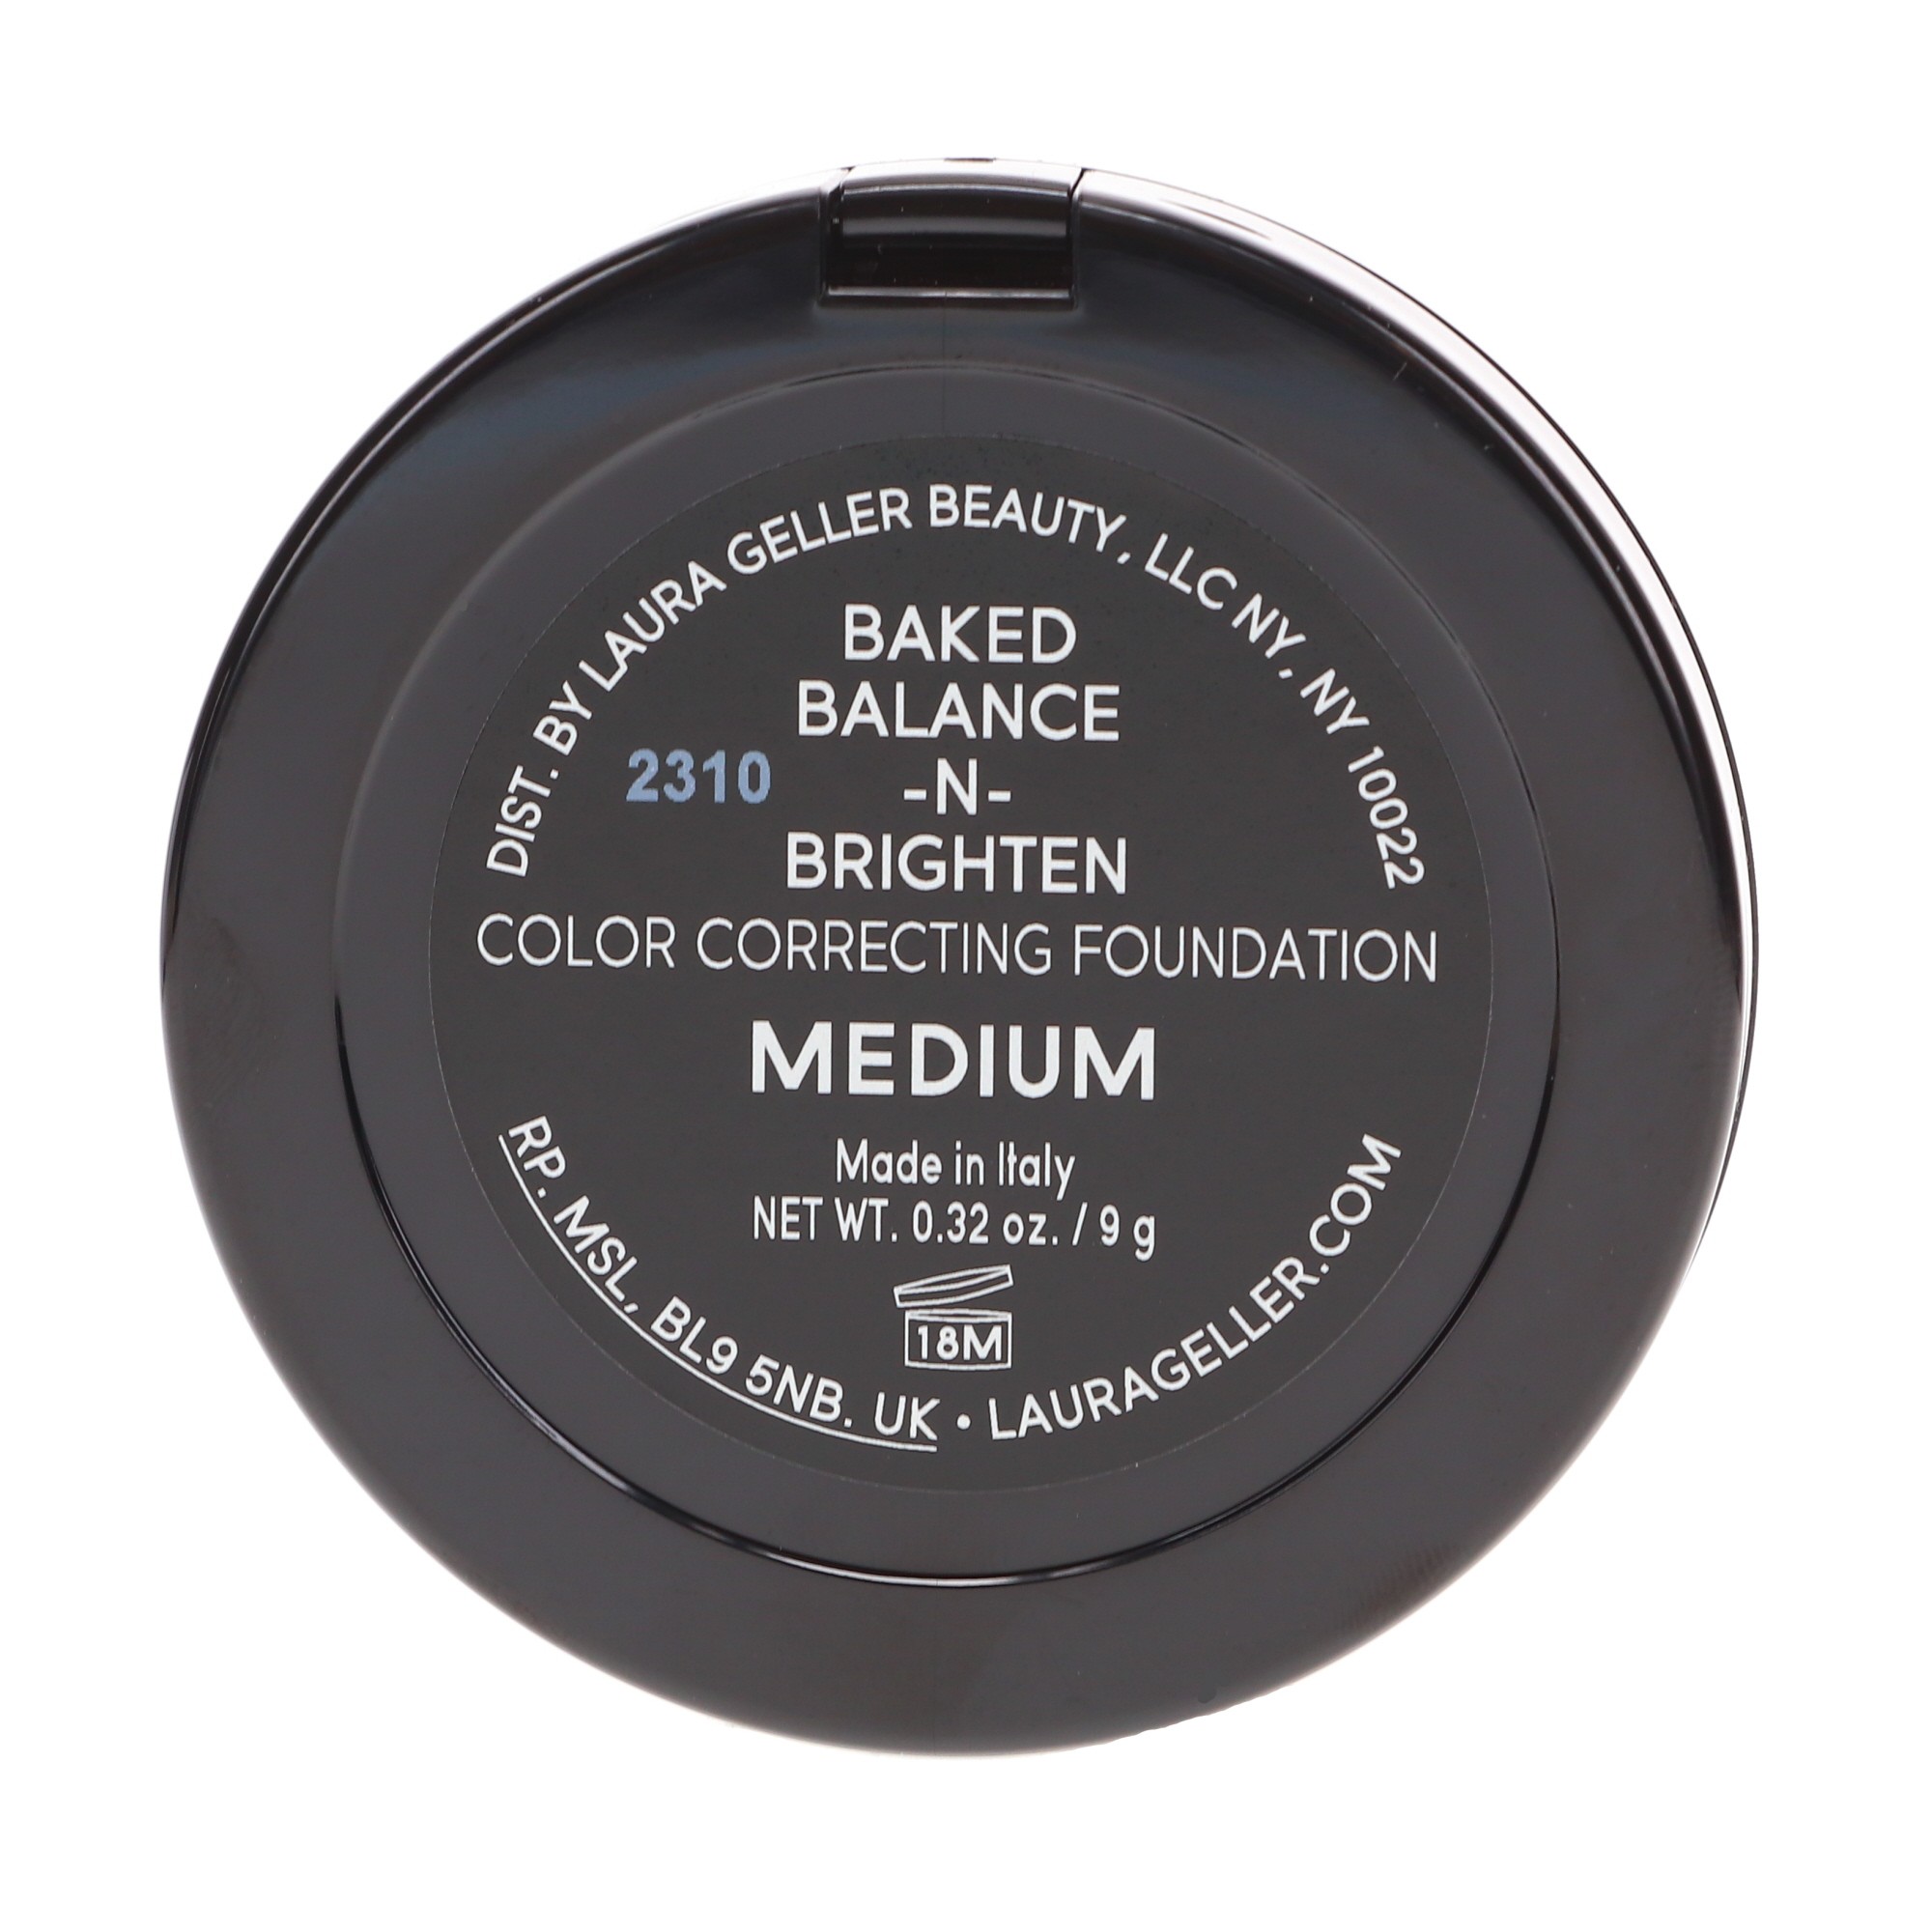 DIST. BY LAURA GELLER BEAUTY, LLC NY, NY 10022
BAKED
BALANCE
2310
-N-
BRIGHTEN
COLOR CORRECTING FOUNDATION
MEDIUM
Made in Italy
NET WT. 0.32 oz. / 9 g
18M
RP. MSL, BL9 5NB. UK • LAURAGELLER.COM